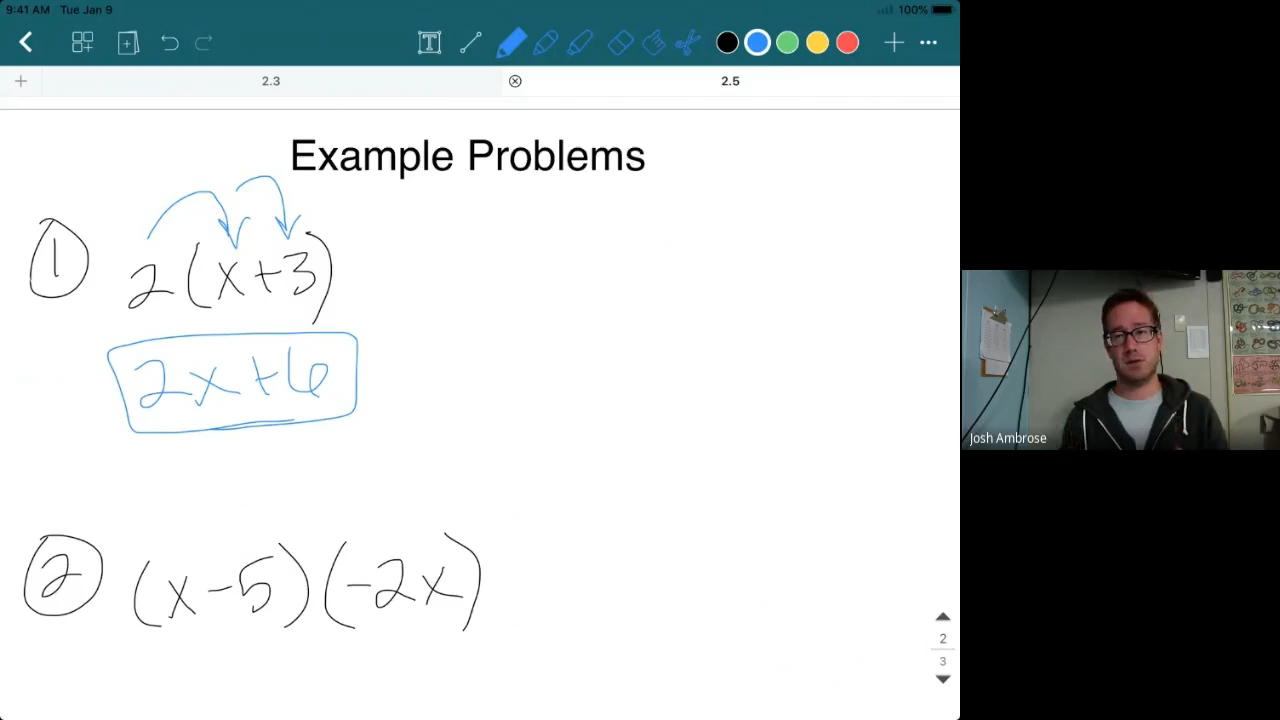 9:41 AM Tue Jan 9
100%
T
2.3
2.5
Example Problems
1 2(x+3)
2x+6
2 (x-5)(-2x)
2
3
Josh Ambrose